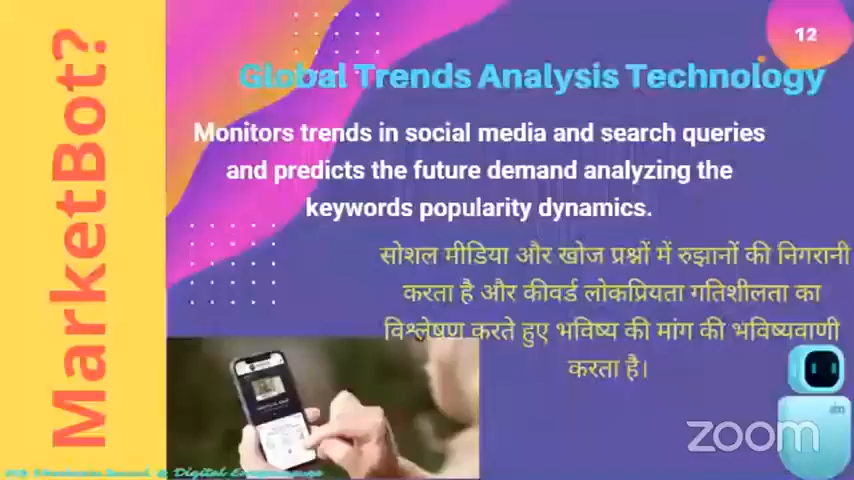 12
MarketBot?
Global Trends Analysis Technology
Monitors trends in social media and search queries
and predicts the future demand analyzing the
keywords popularity dynamics.
सोशल मीडिया और खोज प्रश्नों में रुझानों की निगरानी
करता है और कीवर्ड लोकप्रियता गतिशीलता का
विश्लेषण करते हुए भविष्य की मांग की भविष्यवाणी
करता है।
zoom
& Digital